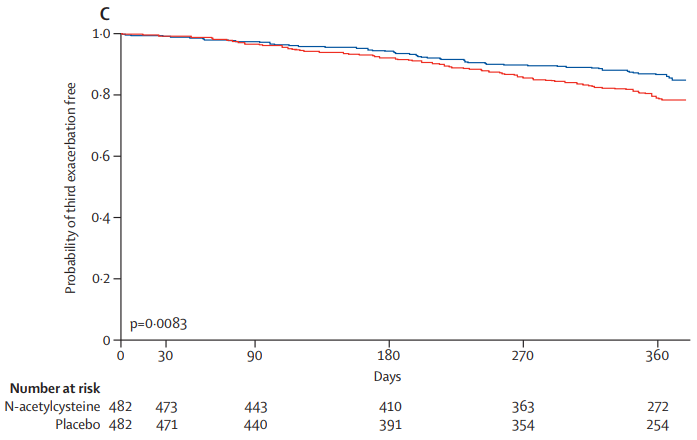 C
Probability of third exacerbation free
1·0
0·8
0·6
0·4
0·2
0
p=0·0083
0 30 90 180 270 360
Days
Number at risk
N-acetylcysteine 482 473 443 410 363 272
Placebo 482 471 440 391 354 254